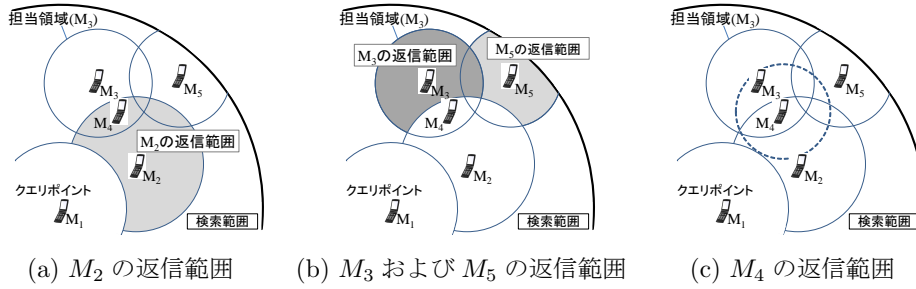 担当領域(M3)
M3
M5
M4
M2の返信範囲
M2
クエリポイント
M1
検索範囲
(a) M2 の返信範囲
担当領域(M3)
M3の返信範囲
M5の返信範囲
M3
M5
M4
M2
クエリポイント
M1
検索範囲
(b) M3 および M5 の返信範囲
担当領域(M3)
M3
M5
M4
M2
クエリポイント
M1
検索範囲
(c) M4 の返信範囲